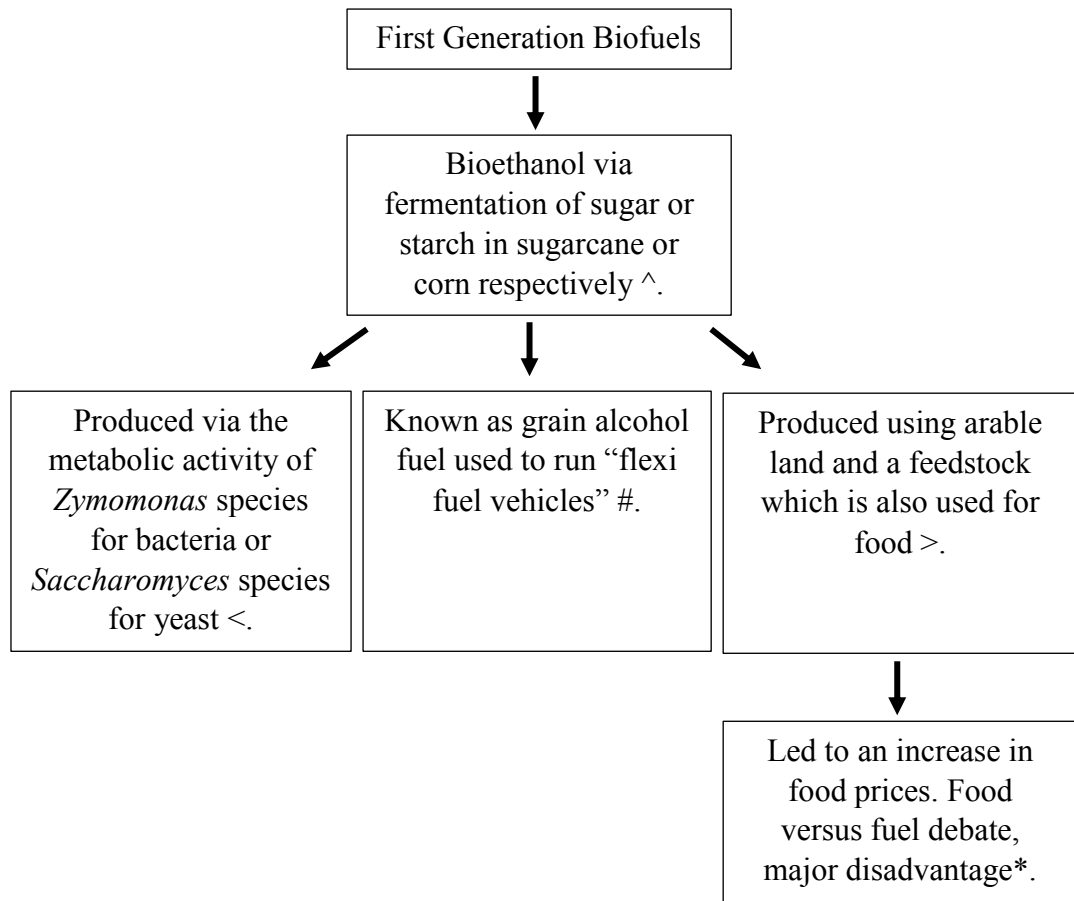 First Generation Biofuels
Bioethanol via
fermentation of sugar or
starch in sugarcane or
corn respectively ^.
Produced via the
metabolic activity of
Zymomonas species
for bacteria or
Saccharomyces species
for yeast <.
Known as grain alcohol
fuel used to run “flexi
fuel vehicles” #.
Produced using arable
land and a feedstock
which is also used for
food >.
Led to an increase in
food prices. Food
versus fuel debate,
major disadvantage*.